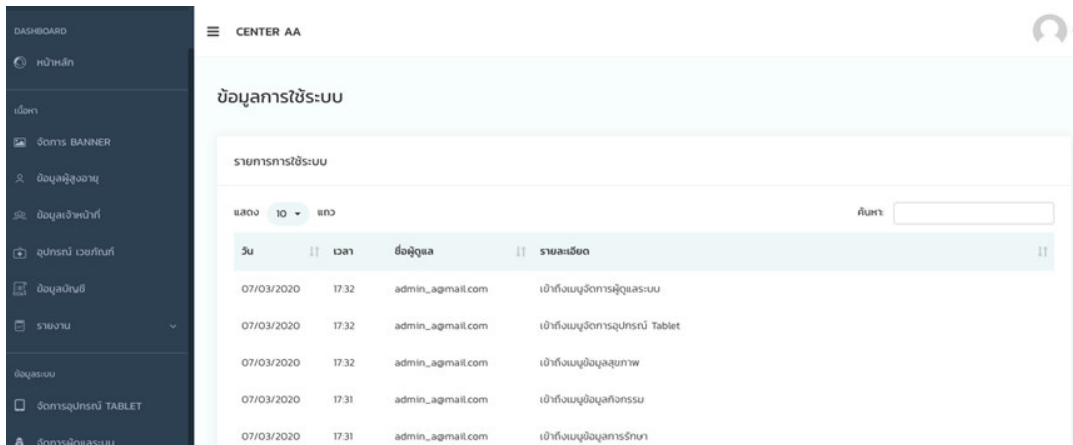 DASHBOARD
หน้าหลัก
เนื้อหา
จัดการ BANNER
ข้อมูลผู้สูงอายุ
ข้อมูลเจ้าหน้าที่
อุปกรณ์ เวชภัณฑ์
ข้อมูลบัญชี
รายงาน
ข้อมูลระบบ
จัดการอุปกรณ์ TABLET
จัดการผู้ดูแลระบบ
CENTER AA
ข้อมูลการใช้ระบบ
รายการการใช้ระบบ
แสดง 10 แถว
ค้นหา:
วัน เวลา ชื่อผู้ดูแล รายละเอียด
07/03/2020 17:32 admin_a@mail.com เข้าถึงเมนูจัดการผู้ดูแลระบบ
07/03/2020 17:32 admin_a@mail.com เข้าถึงเมนูจัดการอุปกรณ์ Tablet
07/03/2020 17:32 admin_a@mail.com เข้าถึงเมนูข้อมูลสุขภาพ
07/03/2020 17:31 admin_a@mail.com เข้าถึงเมนูข้อมูลกิจกรรม
07/03/2020 17:31 admin_a@mail.com เข้าถึงเมนูข้อมูลการรักษา